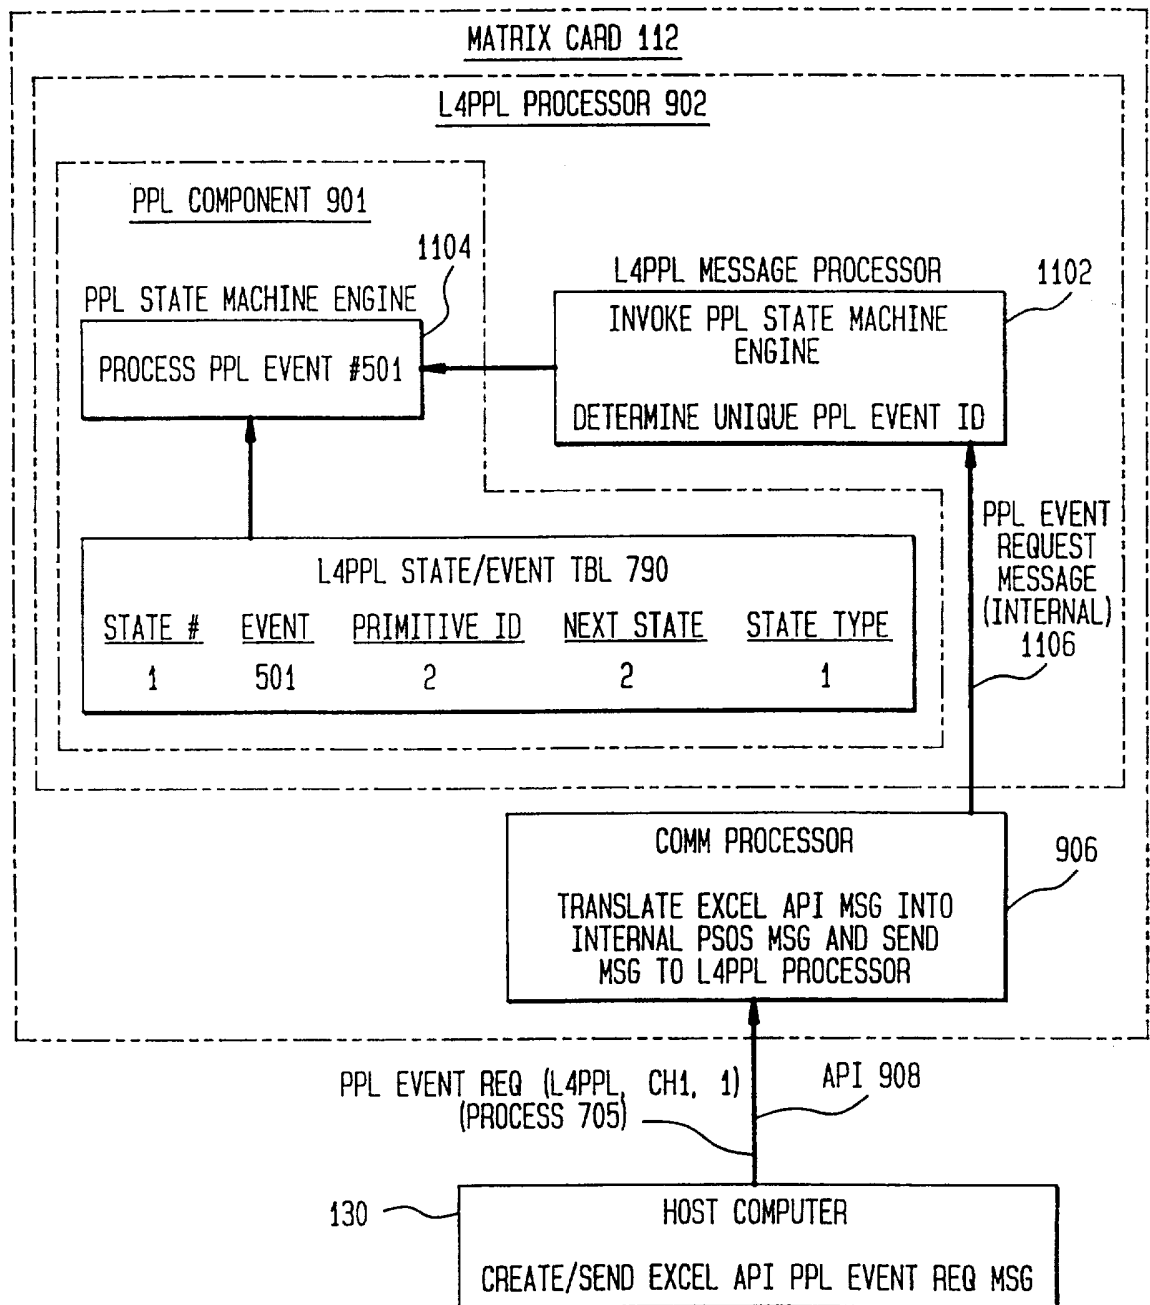 MATRIX CARD 112
L4PPL PROCESSOR 902
PPL COMPONENT 901
1104
L4PPL MESSAGE PROCESSOR
1102
PPL STATE MACHINE ENGINE
INVOKE PPL STATE MACHINE
ENGINE
PROCESS PPL EVENT #501
DETERMINE UNIQUE PPL EVENT ID
PPL EVENT
REQUEST
MESSAGE
(INTERNAL)
1106
L4PPL STATE/EVENT TBL 790
STATE # EVENT PRIMITIVE ID NEXT STATE STATE TYPE
1 501 2 2 1
COMM PROCESSOR
906
TRANSLATE EXCEL API MSG INTO
INTERNAL PSOS MSG AND SEND
MSG TO L4PPL PROCESSOR
PPL EVENT REQ (L4PPL, CH1, 1)
(PROCESS 705)
API 908
130
HOST COMPUTER
CREATE/SEND EXCEL API PPL EVENT REQ MSG